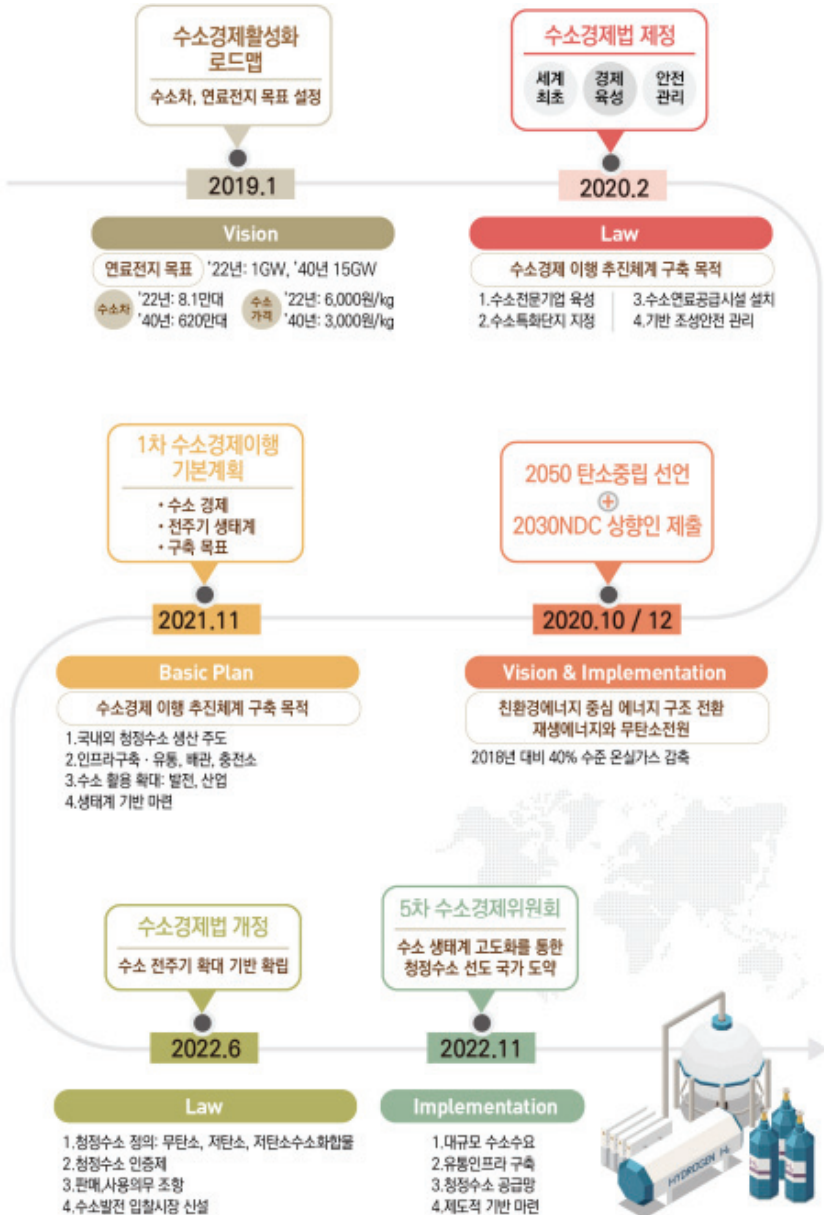 수소경제활성화
로드맵
수소차, 연료전지 목표 설정
2019.1
Vision
연료전지 목표 '22년: 1GW, '40년 15GW
수소차
'22년: 8.1만대
'40년: 620만대
수소
가격
'22년: 6,000원/kg
'40년: 3,000원/kg
수소경제법 제정
세계
최초
경제
육성
안전
관리
2020.2
Law
수소경제 이행 추진체계 구축 목적
1.수소전문기업 육성
2.수소특화단지 지정
3.수소연료공급시설 설치
4.기반 조성안전 관리
2050 탄소중립 선언
+
2030NDC 상향인 제출
2020.10 / 12
Vision & Implementation
친환경에너지 중심 에너지 구조 전환
재생에너지와 무탄소전원
2018년 대비 40% 수준 온실가스 감축
1차 수소경제이행
기본계획
• 수소 경제
• 전주기 생태계
• 구축 목표
2021.11
Basic Plan
수소경제 이행 추진체계 구축 목적
1.국내외 청정수소 생산 주도
2.인프라구축 · 유통, 배관, 충전소
3.수소 활용 확대: 발전, 산업
4.생태계 기반 마련
수소경제법 개정
수소 전주기 확대 기반 확립
2022.6
Law
1.청정수소 정의: 무탄소, 저탄소, 저탄소수소화합물
2.청정수소 인증제
3.판매,사용의무 조항
4.수소발전 입찰시장 신설
5차 수소경제위원회
수소 생태계 고도화를 통한
청정수소 선도 국가 도약
2022.11
Implementation
1.대규모 수소수요
2.유통인프라 구축
3.청정수소 공급망
4.제도적 기반 마련
HYDROGEN H₂